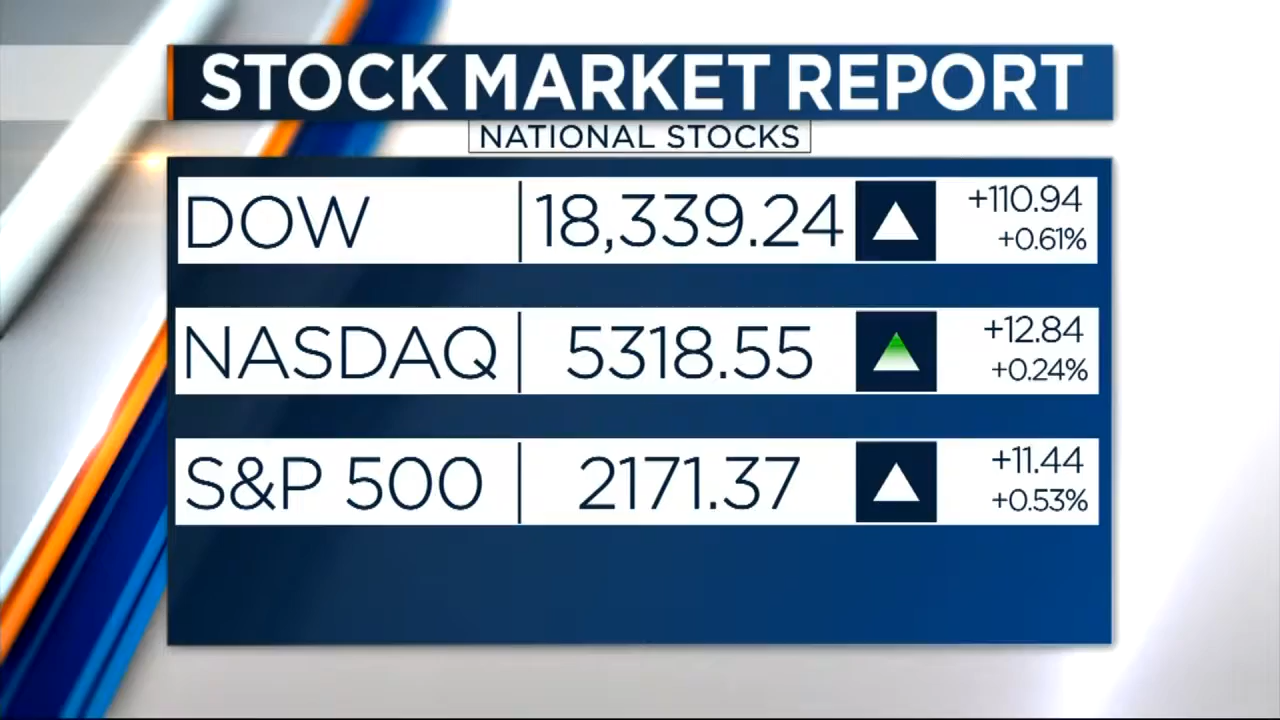 STOCK MARKET REPORT
NATIONAL STOCKS
DOW 18,339.24 +110.94
+0.61%
NASDAQ 5318.55 +12.84
+0.24%
S&P 500 2171.37 +11.44
+0.53%